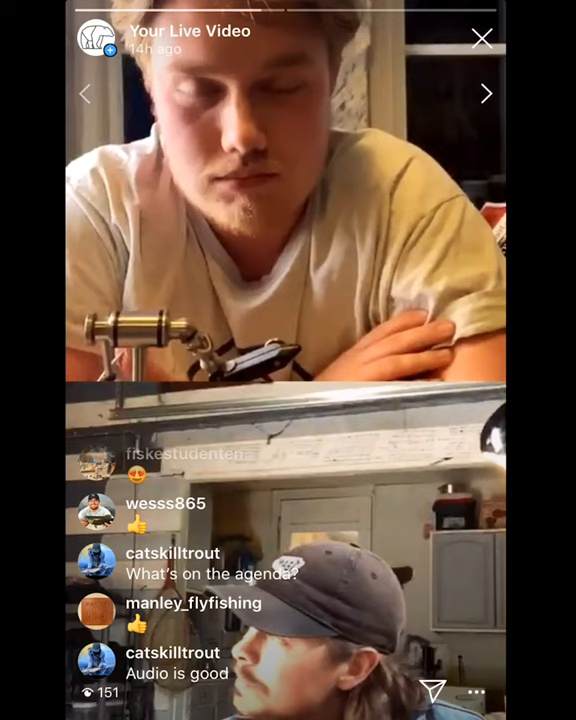 Your Live Video
14h ago
fiskestudenten
😍
wesss865
👍
catskilltrout
What's on the agenda?
manley_flyfishing
👍
catskilltrout
Audio is good
151